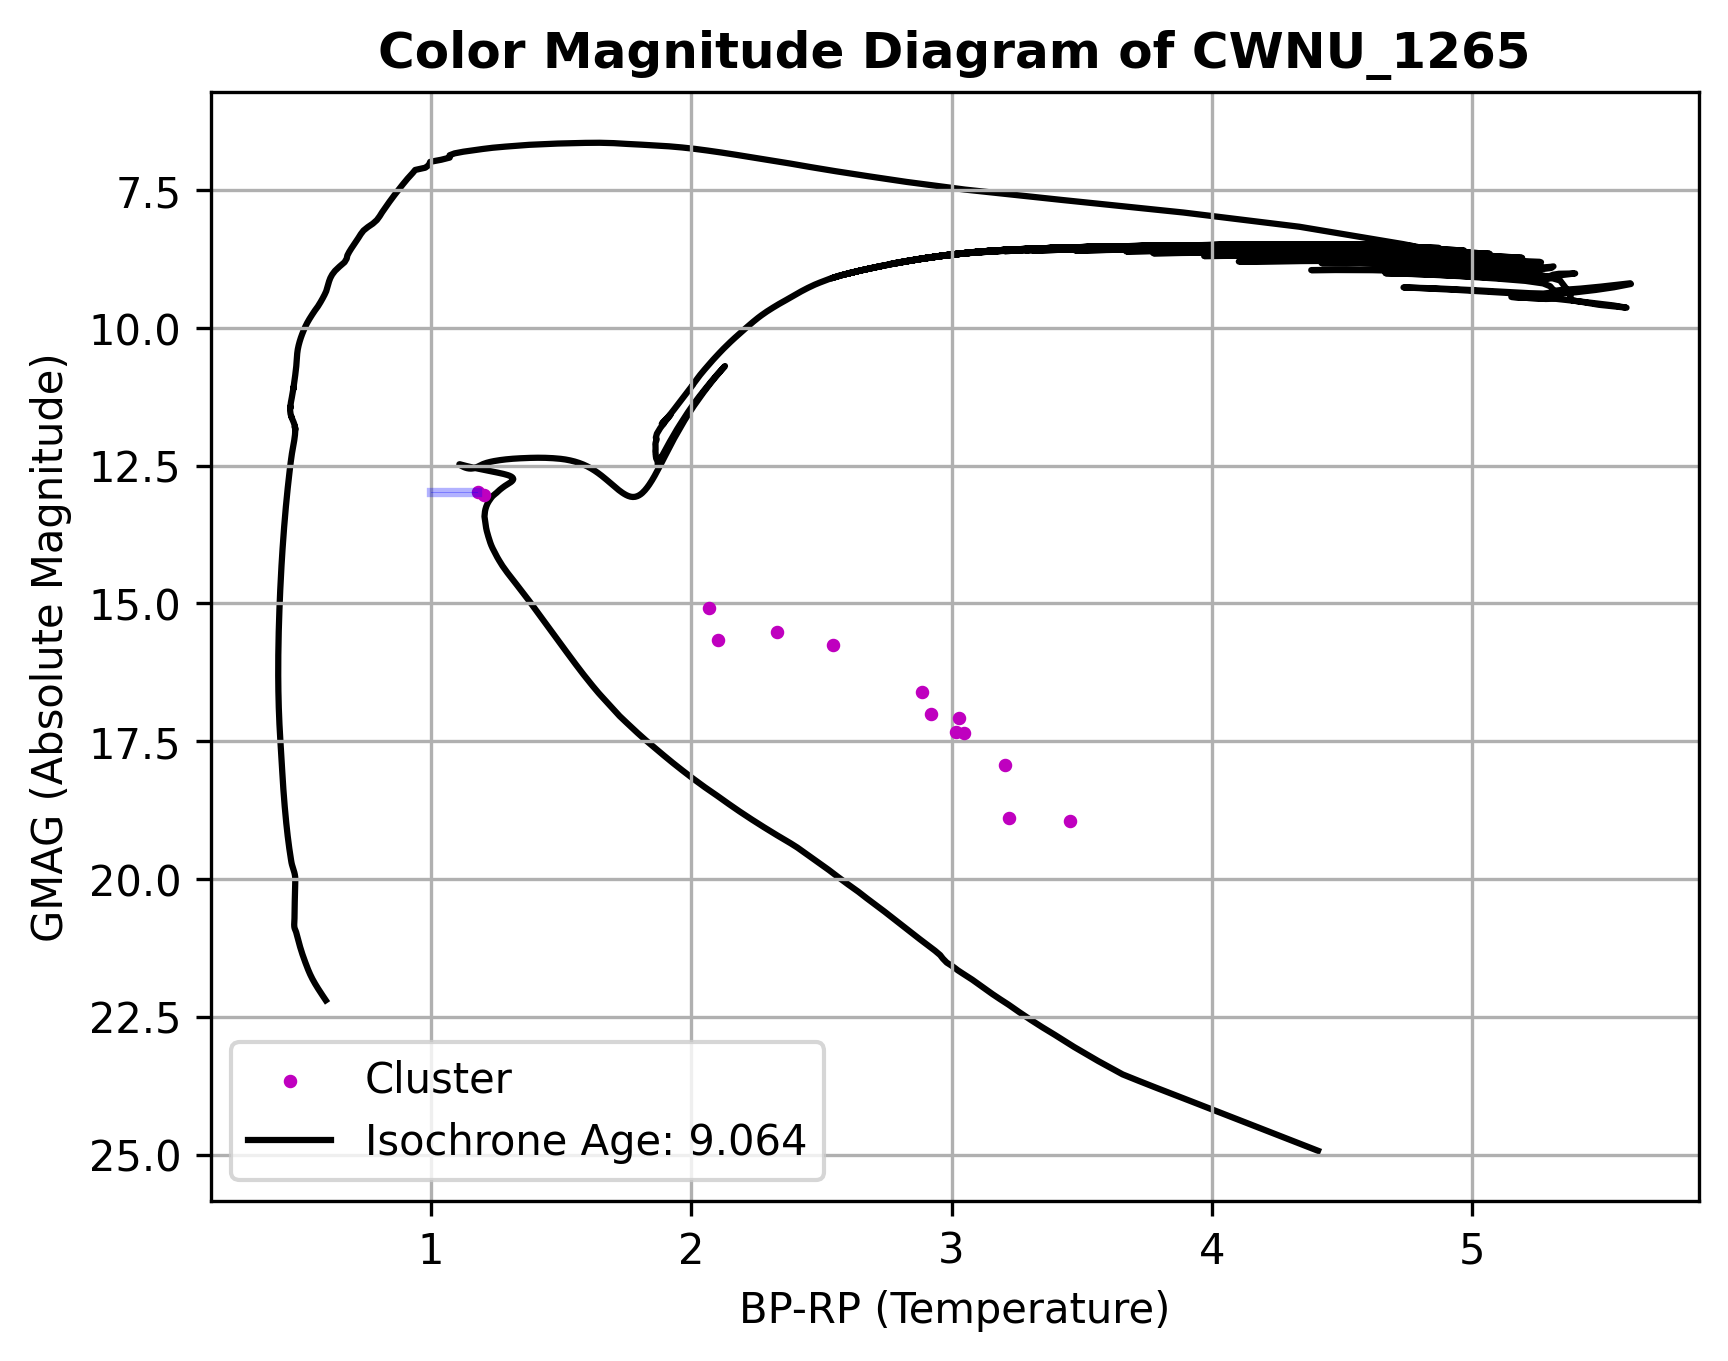 Color Magnitude Diagram of CWNU_1265
GMAG (Absolute Magnitude)
7.5
10.0
12.5
15.0
17.5
20.0
22.5
25.0
Cluster
Isochrone Age: 9.064
1 2 3 4 5
BP-RP (Temperature)